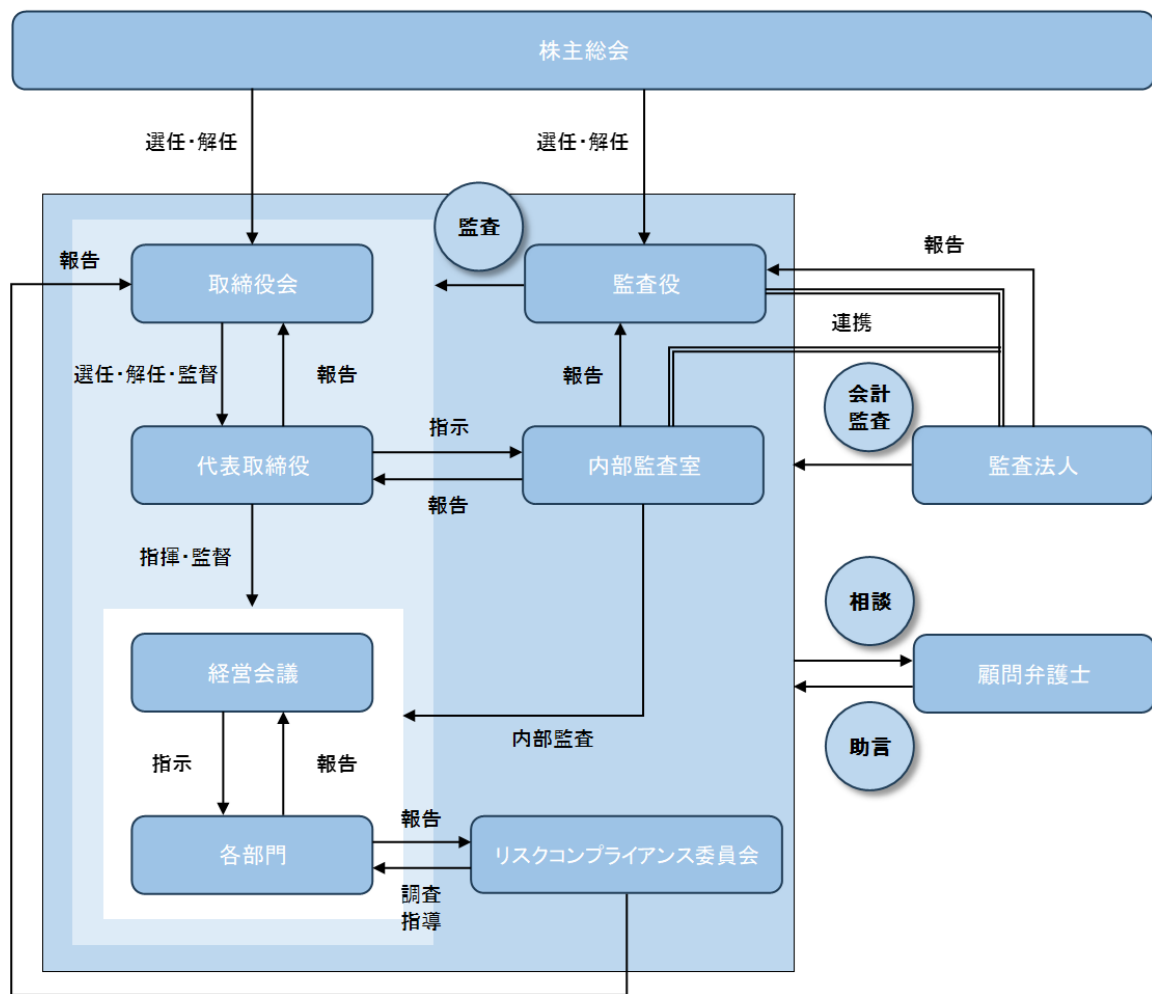 株主総会
選任・解任
選任・解任
監査
報告
取締役会
監査役
報告
連携
選任・解任・監督
報告
報告
会計
監査
指示
代表取締役
内部監査室
監査法人
報告
指揮・監督
相談
経営会議
顧問弁護士
内部監査
助言
指示
報告
報告
各部門
リスクコンプライアンス委員会
調査
指導